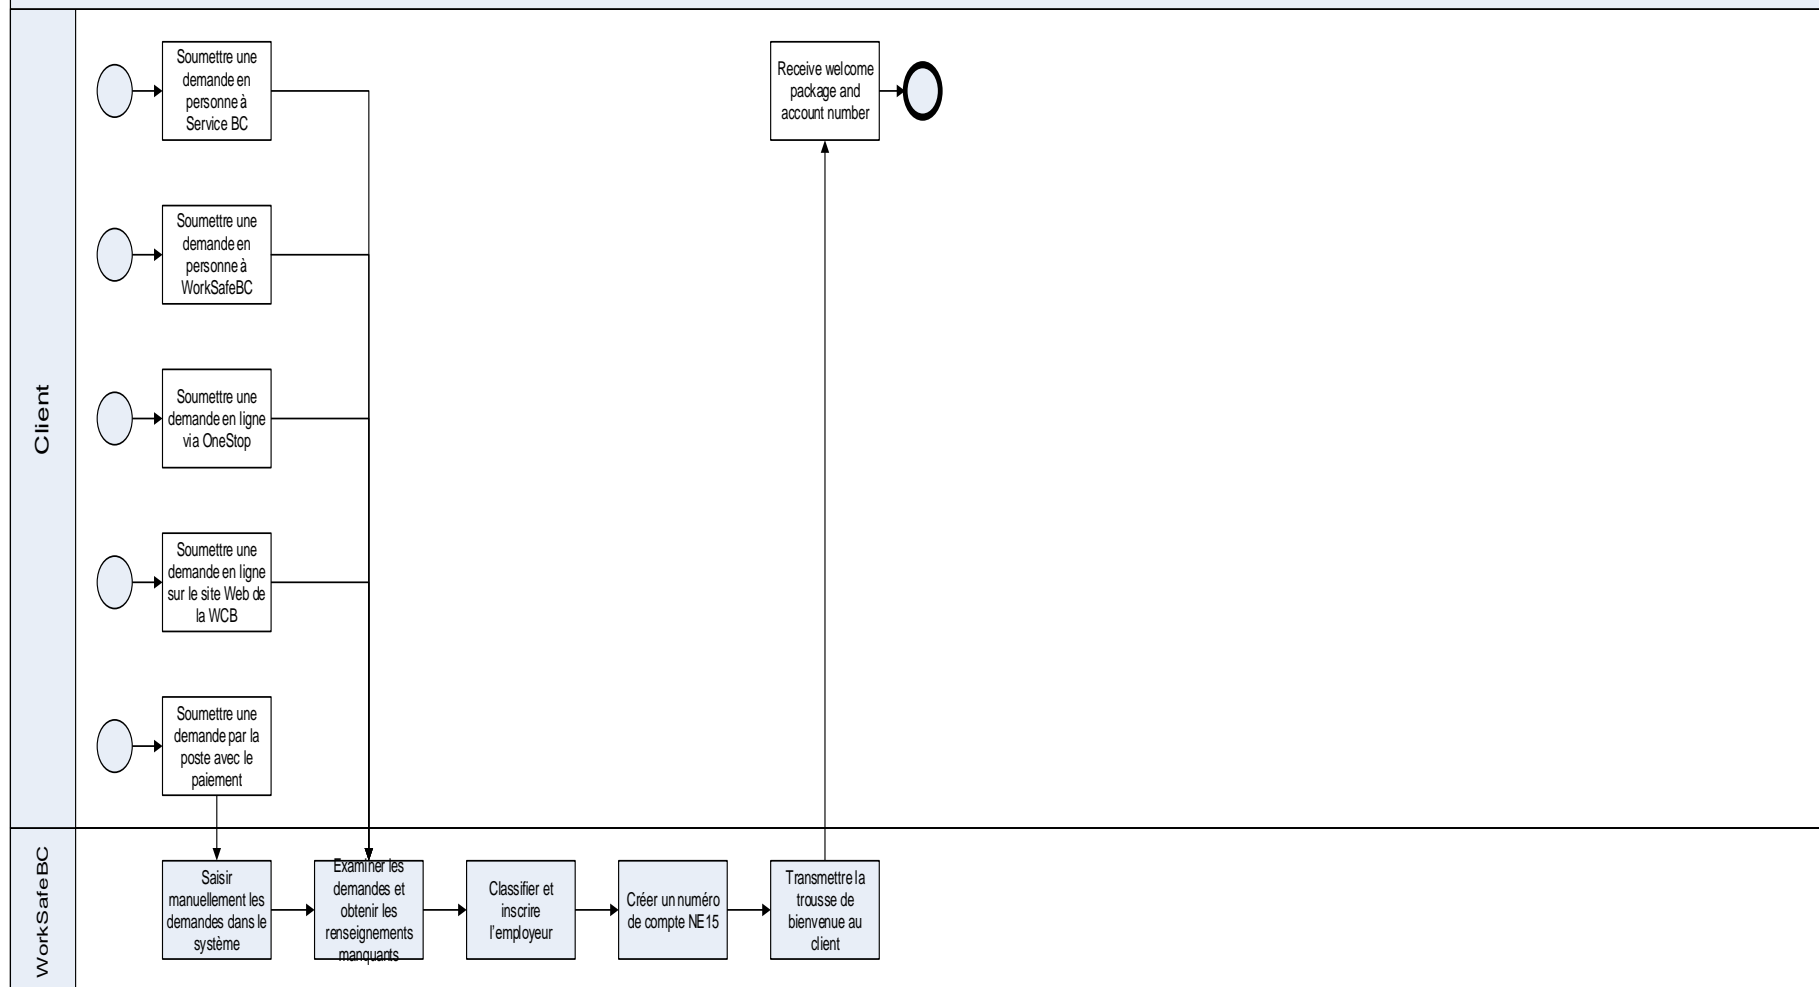 Client
Soumettre une
demande en
personne à
Service BC
Receive welcome
package and
account number
Soumettre une
demande en
personne à
WorkSafeBC
Soumettre une
demande en ligne
via OneStop
Soumettre une
demande en ligne
sur le site Web de
la WCB
Soumettre une
demande par la
poste avec le
paiement
WorkSafeBC
Saisir
manuellement les
demandes dans le
système
Examiner les
demandes et
obtenir les
renseignements
manquants
Classifier et
inscrire
l'employeur
Créer un numéro
de compte NE15
Transmettre la
trousse de
bienvenue au
client